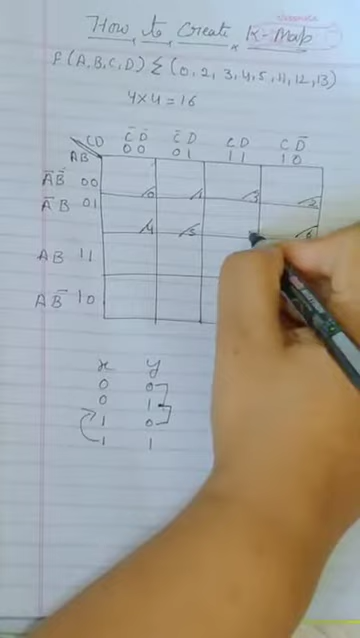 How to Create K-Map
f(A,B,C,D) Σ(0,2,3,4,5,11,12,13)
4x4=16
CD C̄D̄ C̄D CD CD̄
AB 00 01 11 10
ĀB̄ 00 0 1 3 2
ĀB 01 4 5 6
AB 11
AB̄ 10
x y
0 0
0 1
1 0
1 1